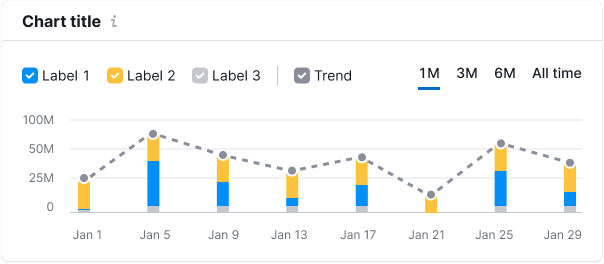 Chart title i
Label 1 Label 2 Label 3 Trend 1M 3M 6M All time
100M
50M
25M
0
Jan 1 Jan 5 Jan 9 Jan 13 Jan 17 Jan 21 Jan 25 Jan 29